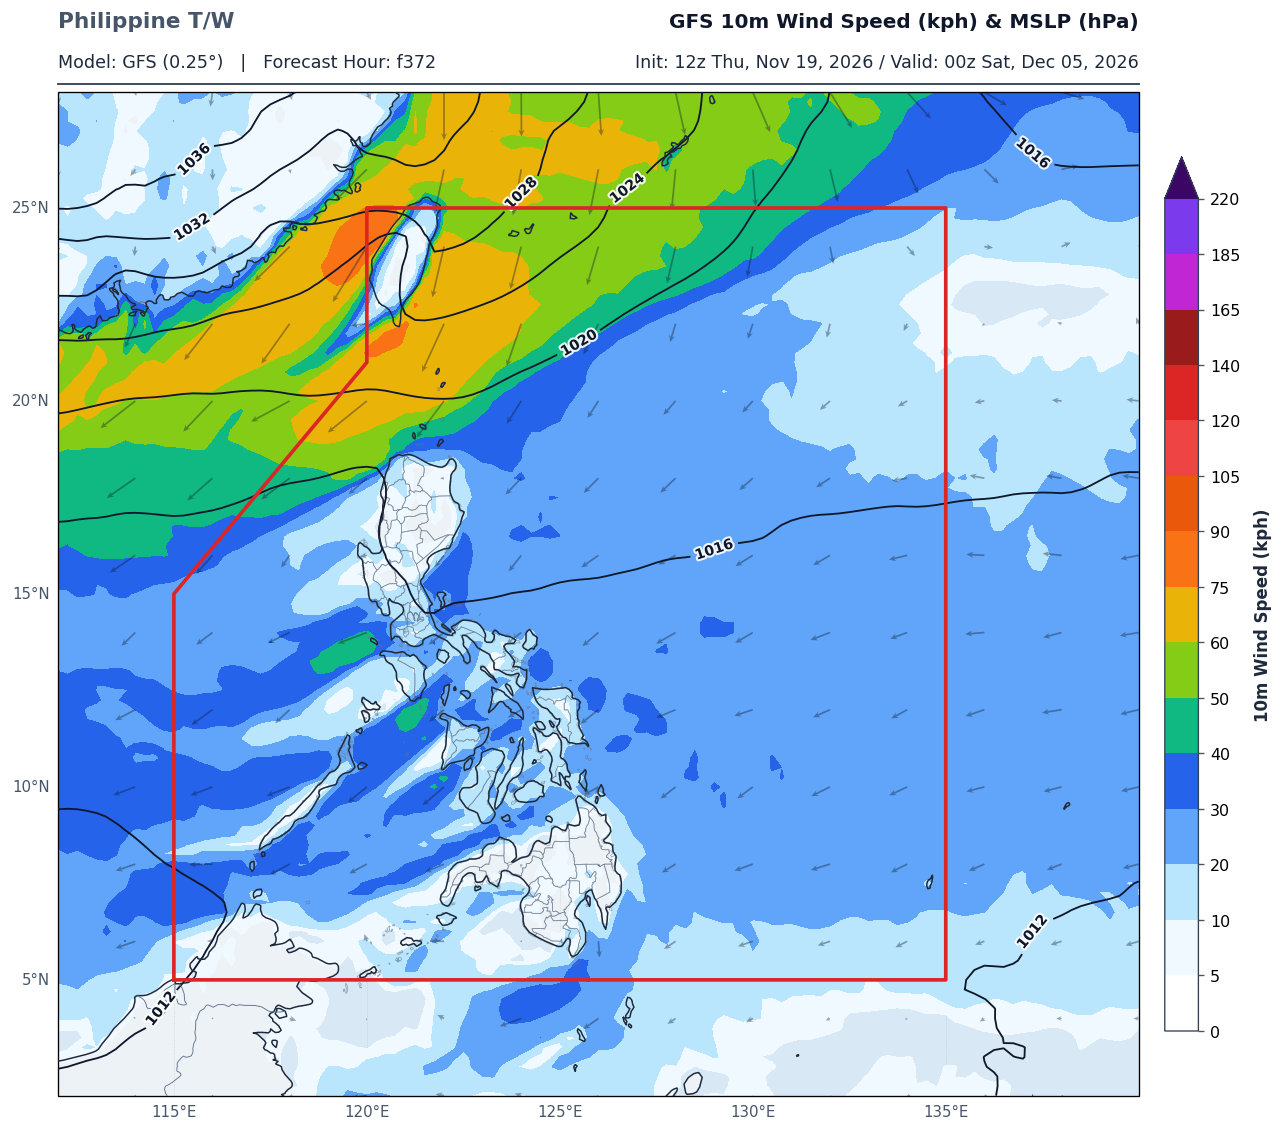 Philippine T/W
GFS 10m Wind Speed (kph) & MSLP (hPa)
Model: GFS (0.25°)   |   Forecast Hour: f372
Init: 12z Thu, Nov 19, 2026 / Valid: 00z Sat, Dec 05, 2026
1036
1032
1028
1024
1016
1020
1016
1012
1012
25°N
20°N
15°N
10°N
5°N
115°E
120°E
125°E
130°E
135°E
220
185
165
140
120
105
90
75
60
50
40
30
20
10
5
0
10m Wind Speed (kph)